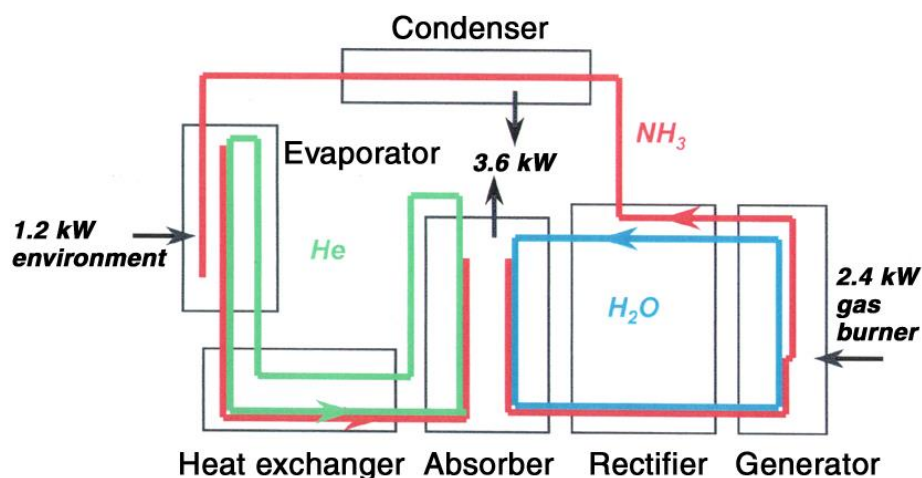 Condenser
NH₃
Evaporator
3.6 kW
1.2 kW
environment
He
2.4 kW
gas
burner
H₂O
Heat exchanger
Absorber
Rectifier
Generator